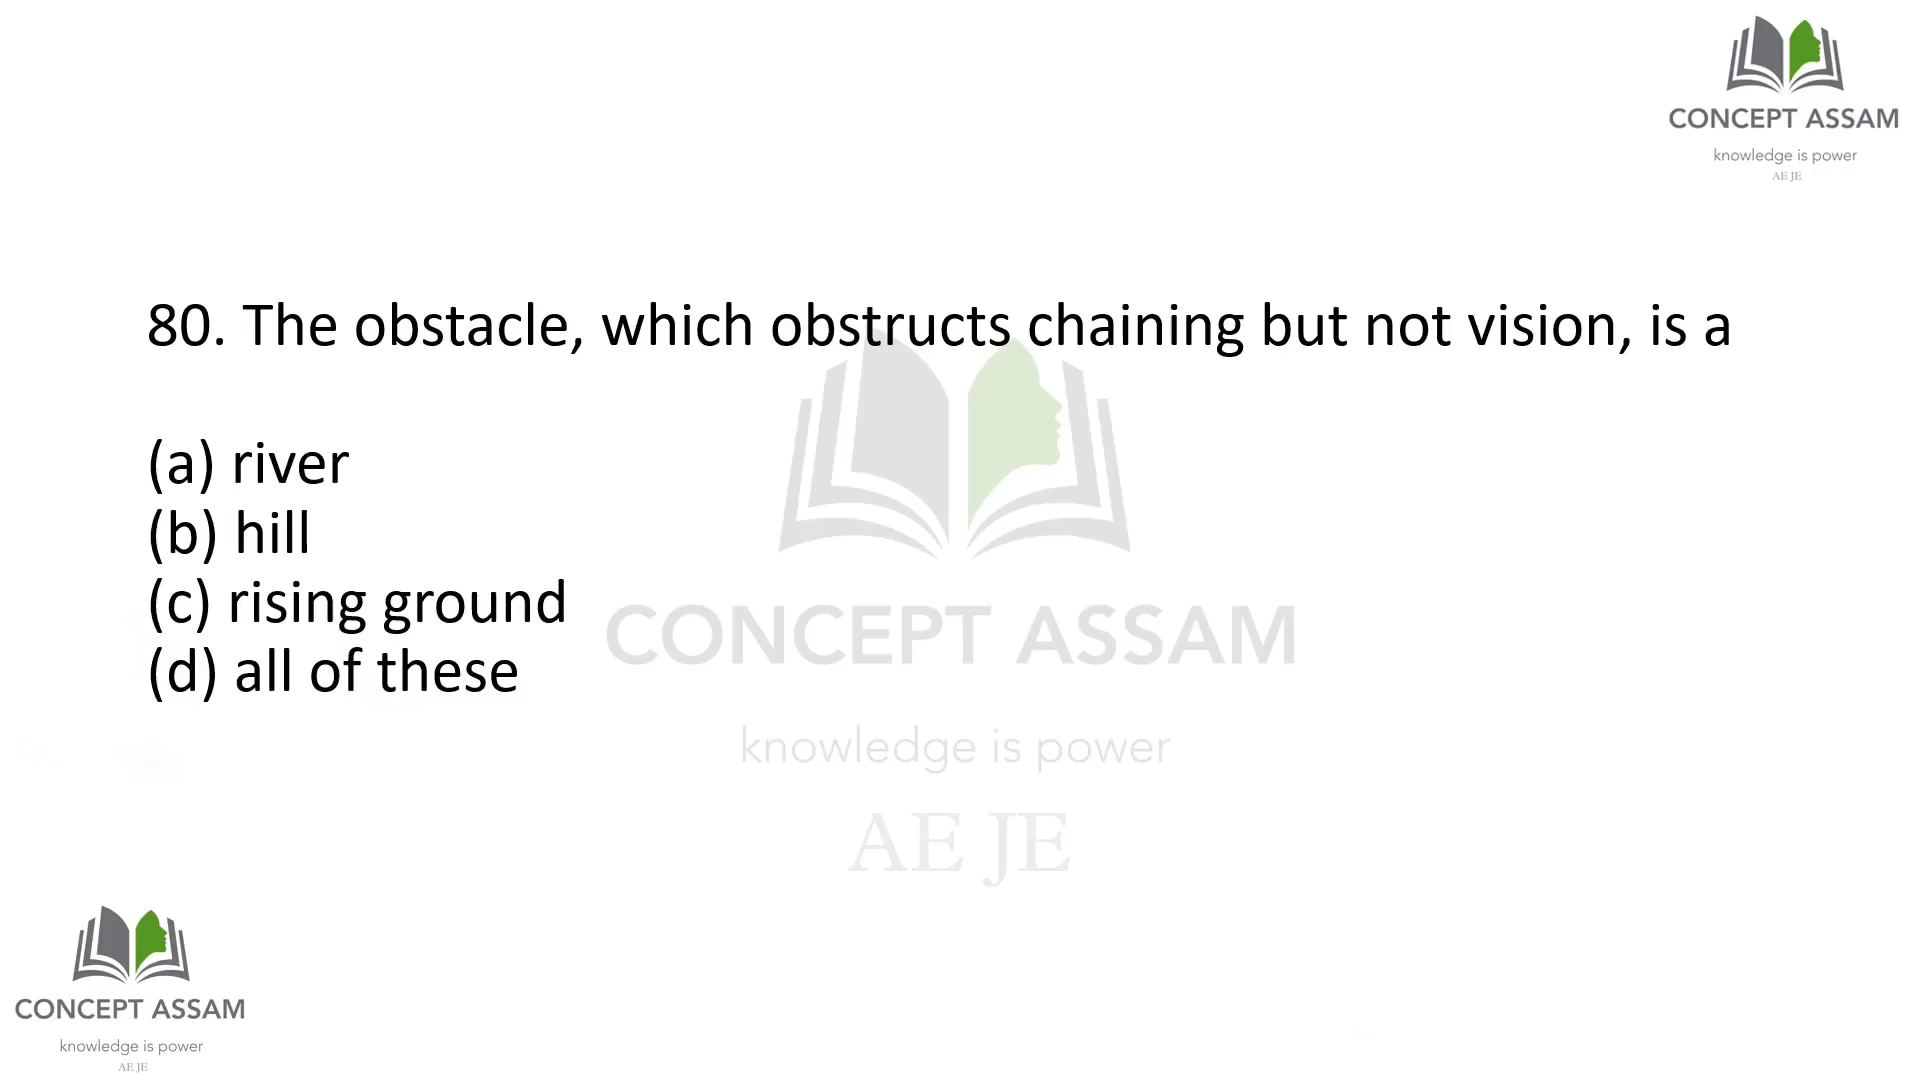 CONCEPT ASSAM
knowledge is power
AE JE
80. The obstacle, which obstructs chaining but not vision, is a
(a) river
(b) hill
(c) rising ground
(d) all of these
CONCEPT ASSAM
knowledge is power
AE JE
CONCEPT ASSAM
knowledge is power
AE JE